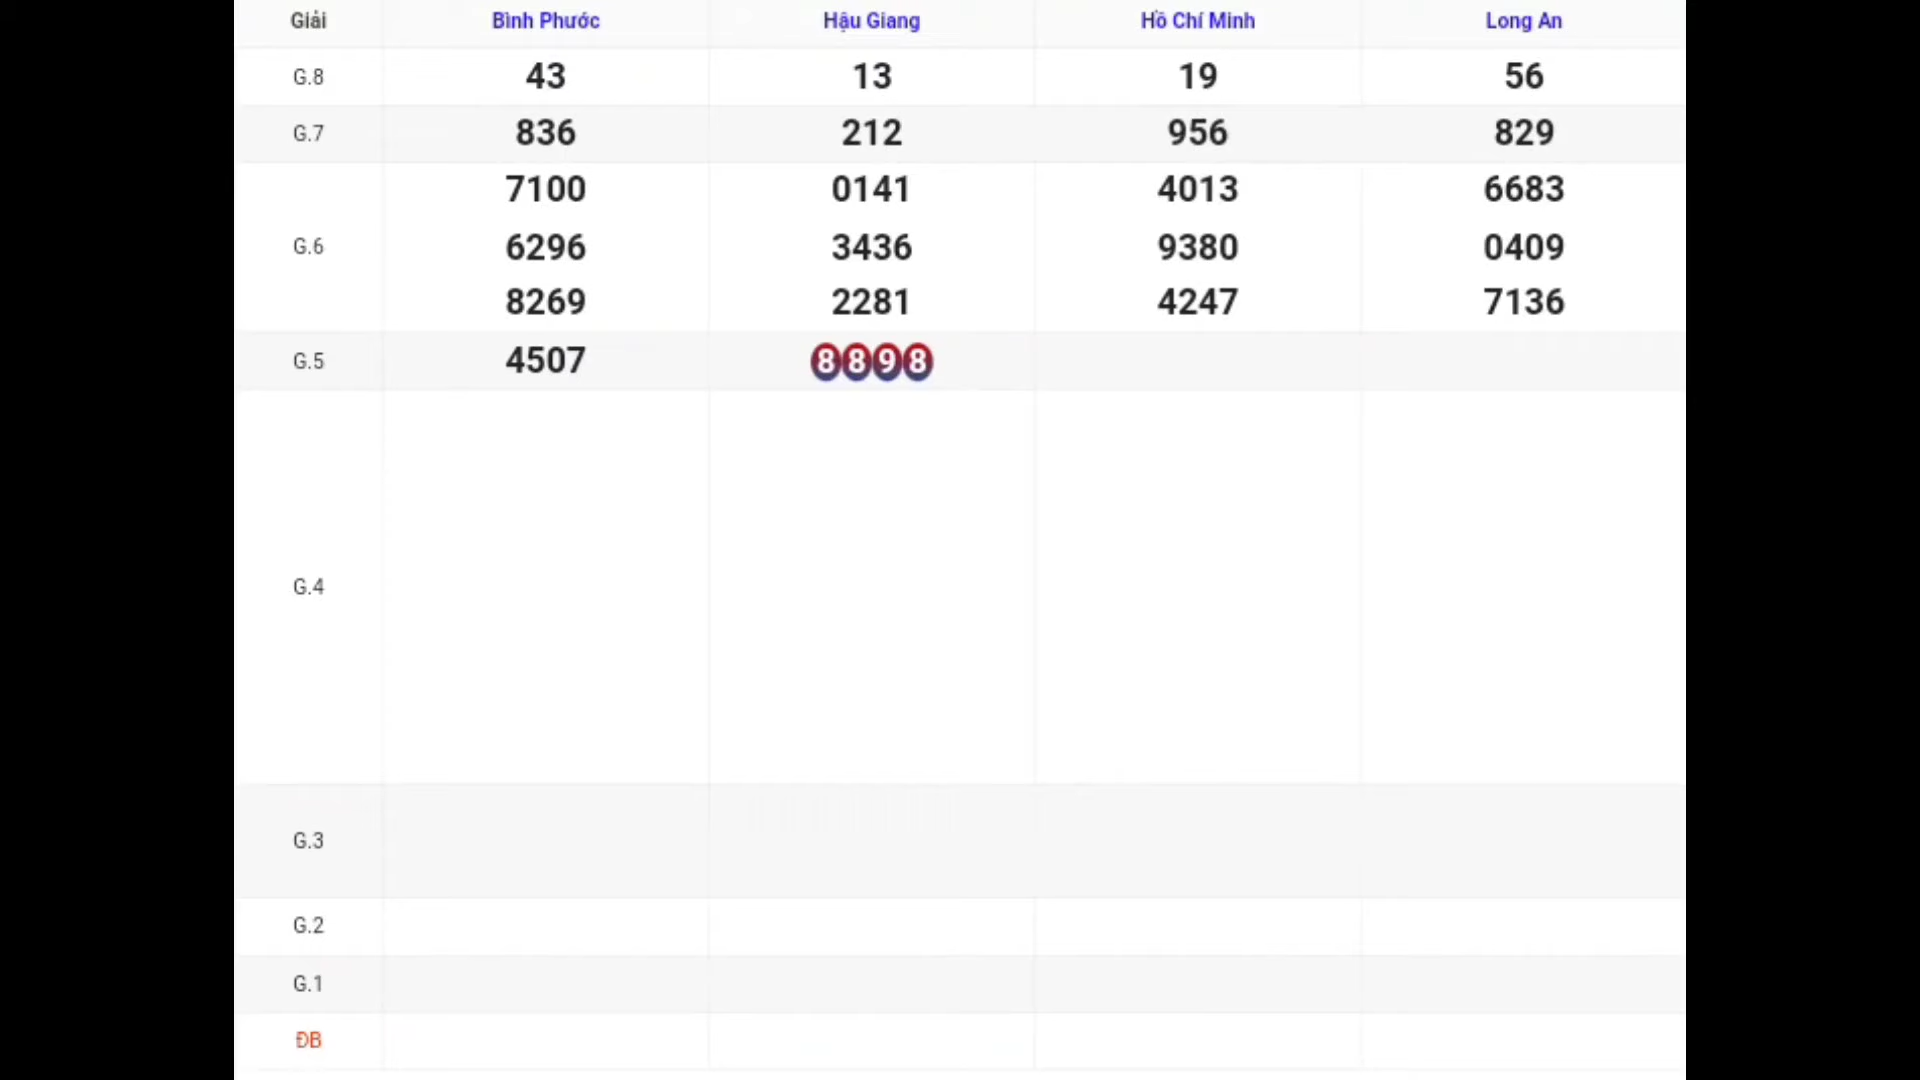 Giải Bình Phước Hậu Giang Hồ Chí Minh Long An
G.8 43 13 19 56
G.7 836 212 956 829
7100 0141 4013 6683
G.6 6296 3436 9380 0409
8269 2281 4247 7136
G.5 4507 8898
G.4
G.3
G.2
G.1
ĐB